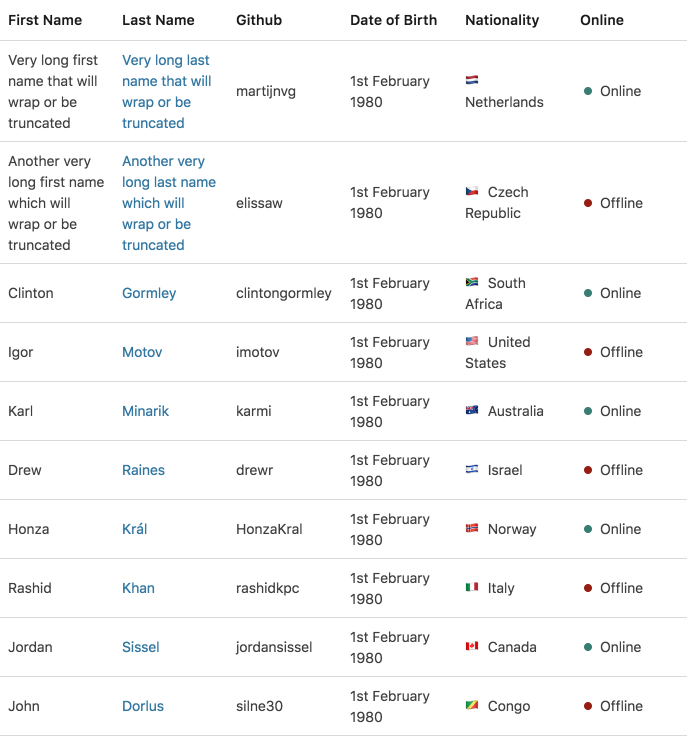 First Name Last Name Github Date of Birth Nationality Online
Very long first name that will wrap or be truncated Very long last name that will wrap or be truncated martijnvg 1st February 1980 Netherlands Online
Another very long first name which will wrap or be truncated Another very long last name which will wrap or be truncated elissaw 1st February 1980 Czech Republic Offline
Clinton Gormley clintongormley 1st February 1980 South Africa Online
Igor Motov imotov 1st February 1980 United States Offline
Karl Minarik karmi 1st February 1980 Australia Online
Drew Raines drewr 1st February 1980 Israel Offline
Honza Král HonzaKral 1st February 1980 Norway Online
Rashid Khan rashidkpc 1st February 1980 Italy Offline
Jordan Sissel jordansissel 1st February 1980 Canada Online
John Dorlus silne30 1st February 1980 Congo Offline